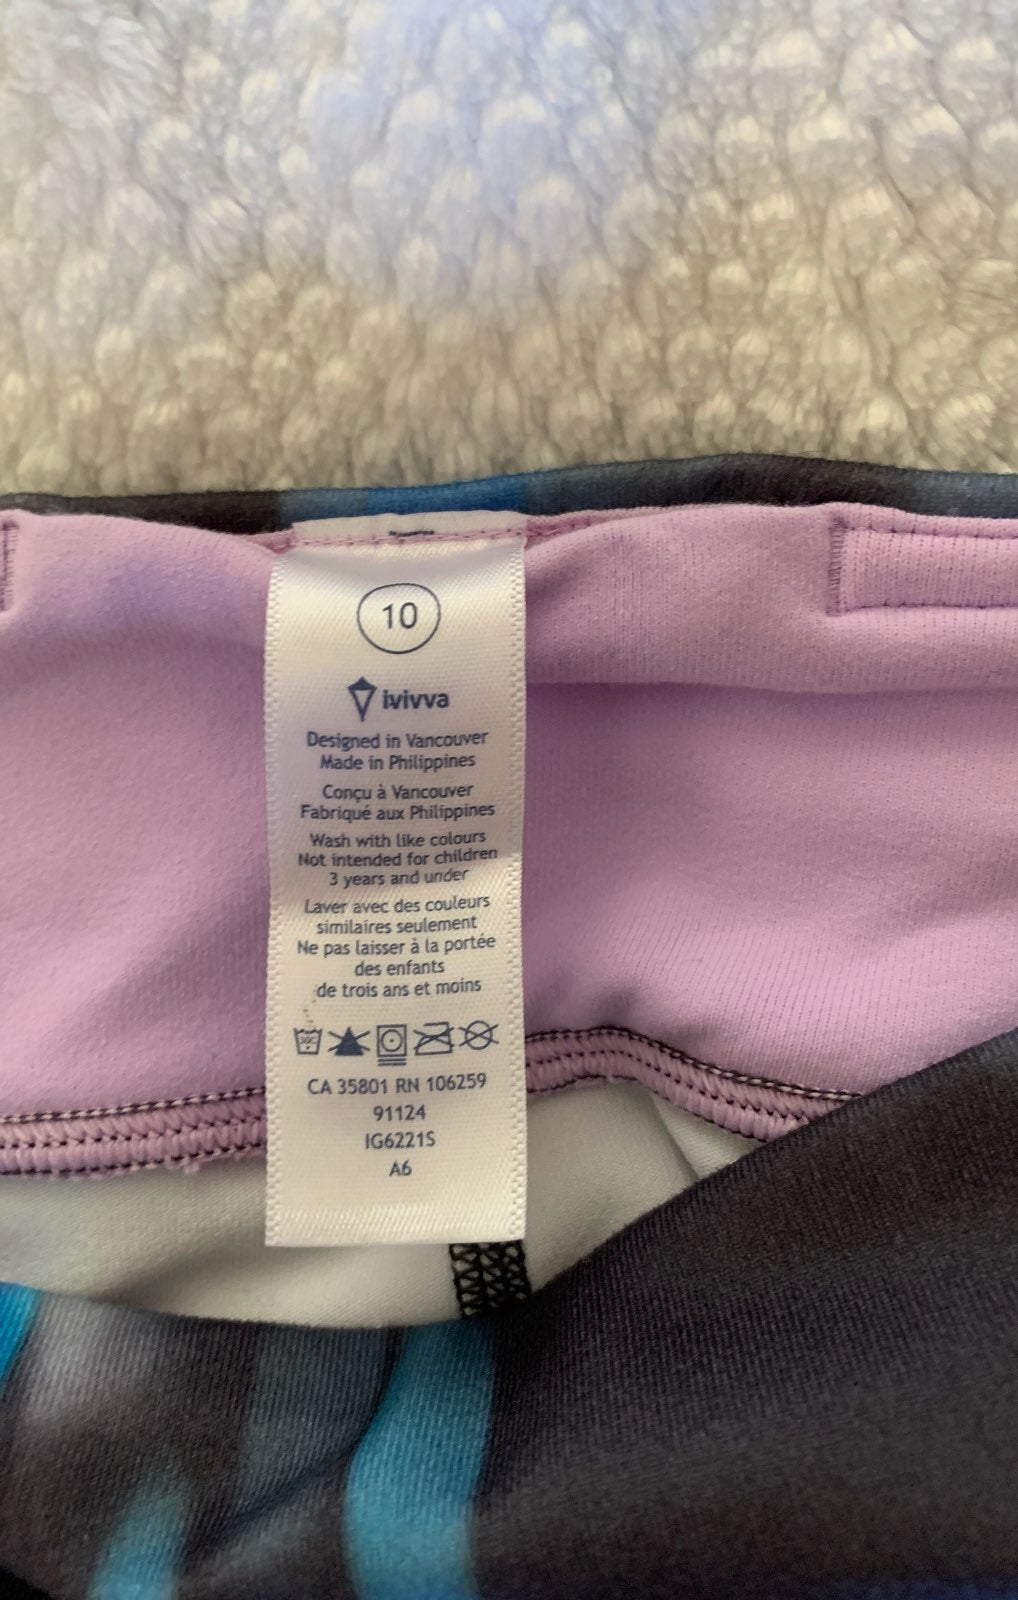 10
ivivva
Designed in Vancouver
Made in Philippines
Conçu à Vancouver
Fabriqué aux Philippines
Wash with like colours
Not intended for children
3 years and under
Laver avec des couleurs
similaires seulement
Ne pas laisser à la portée
des enfants
de trois ans et moins
30C
CA 35801 RN 106259
91124
IG6221S
A6